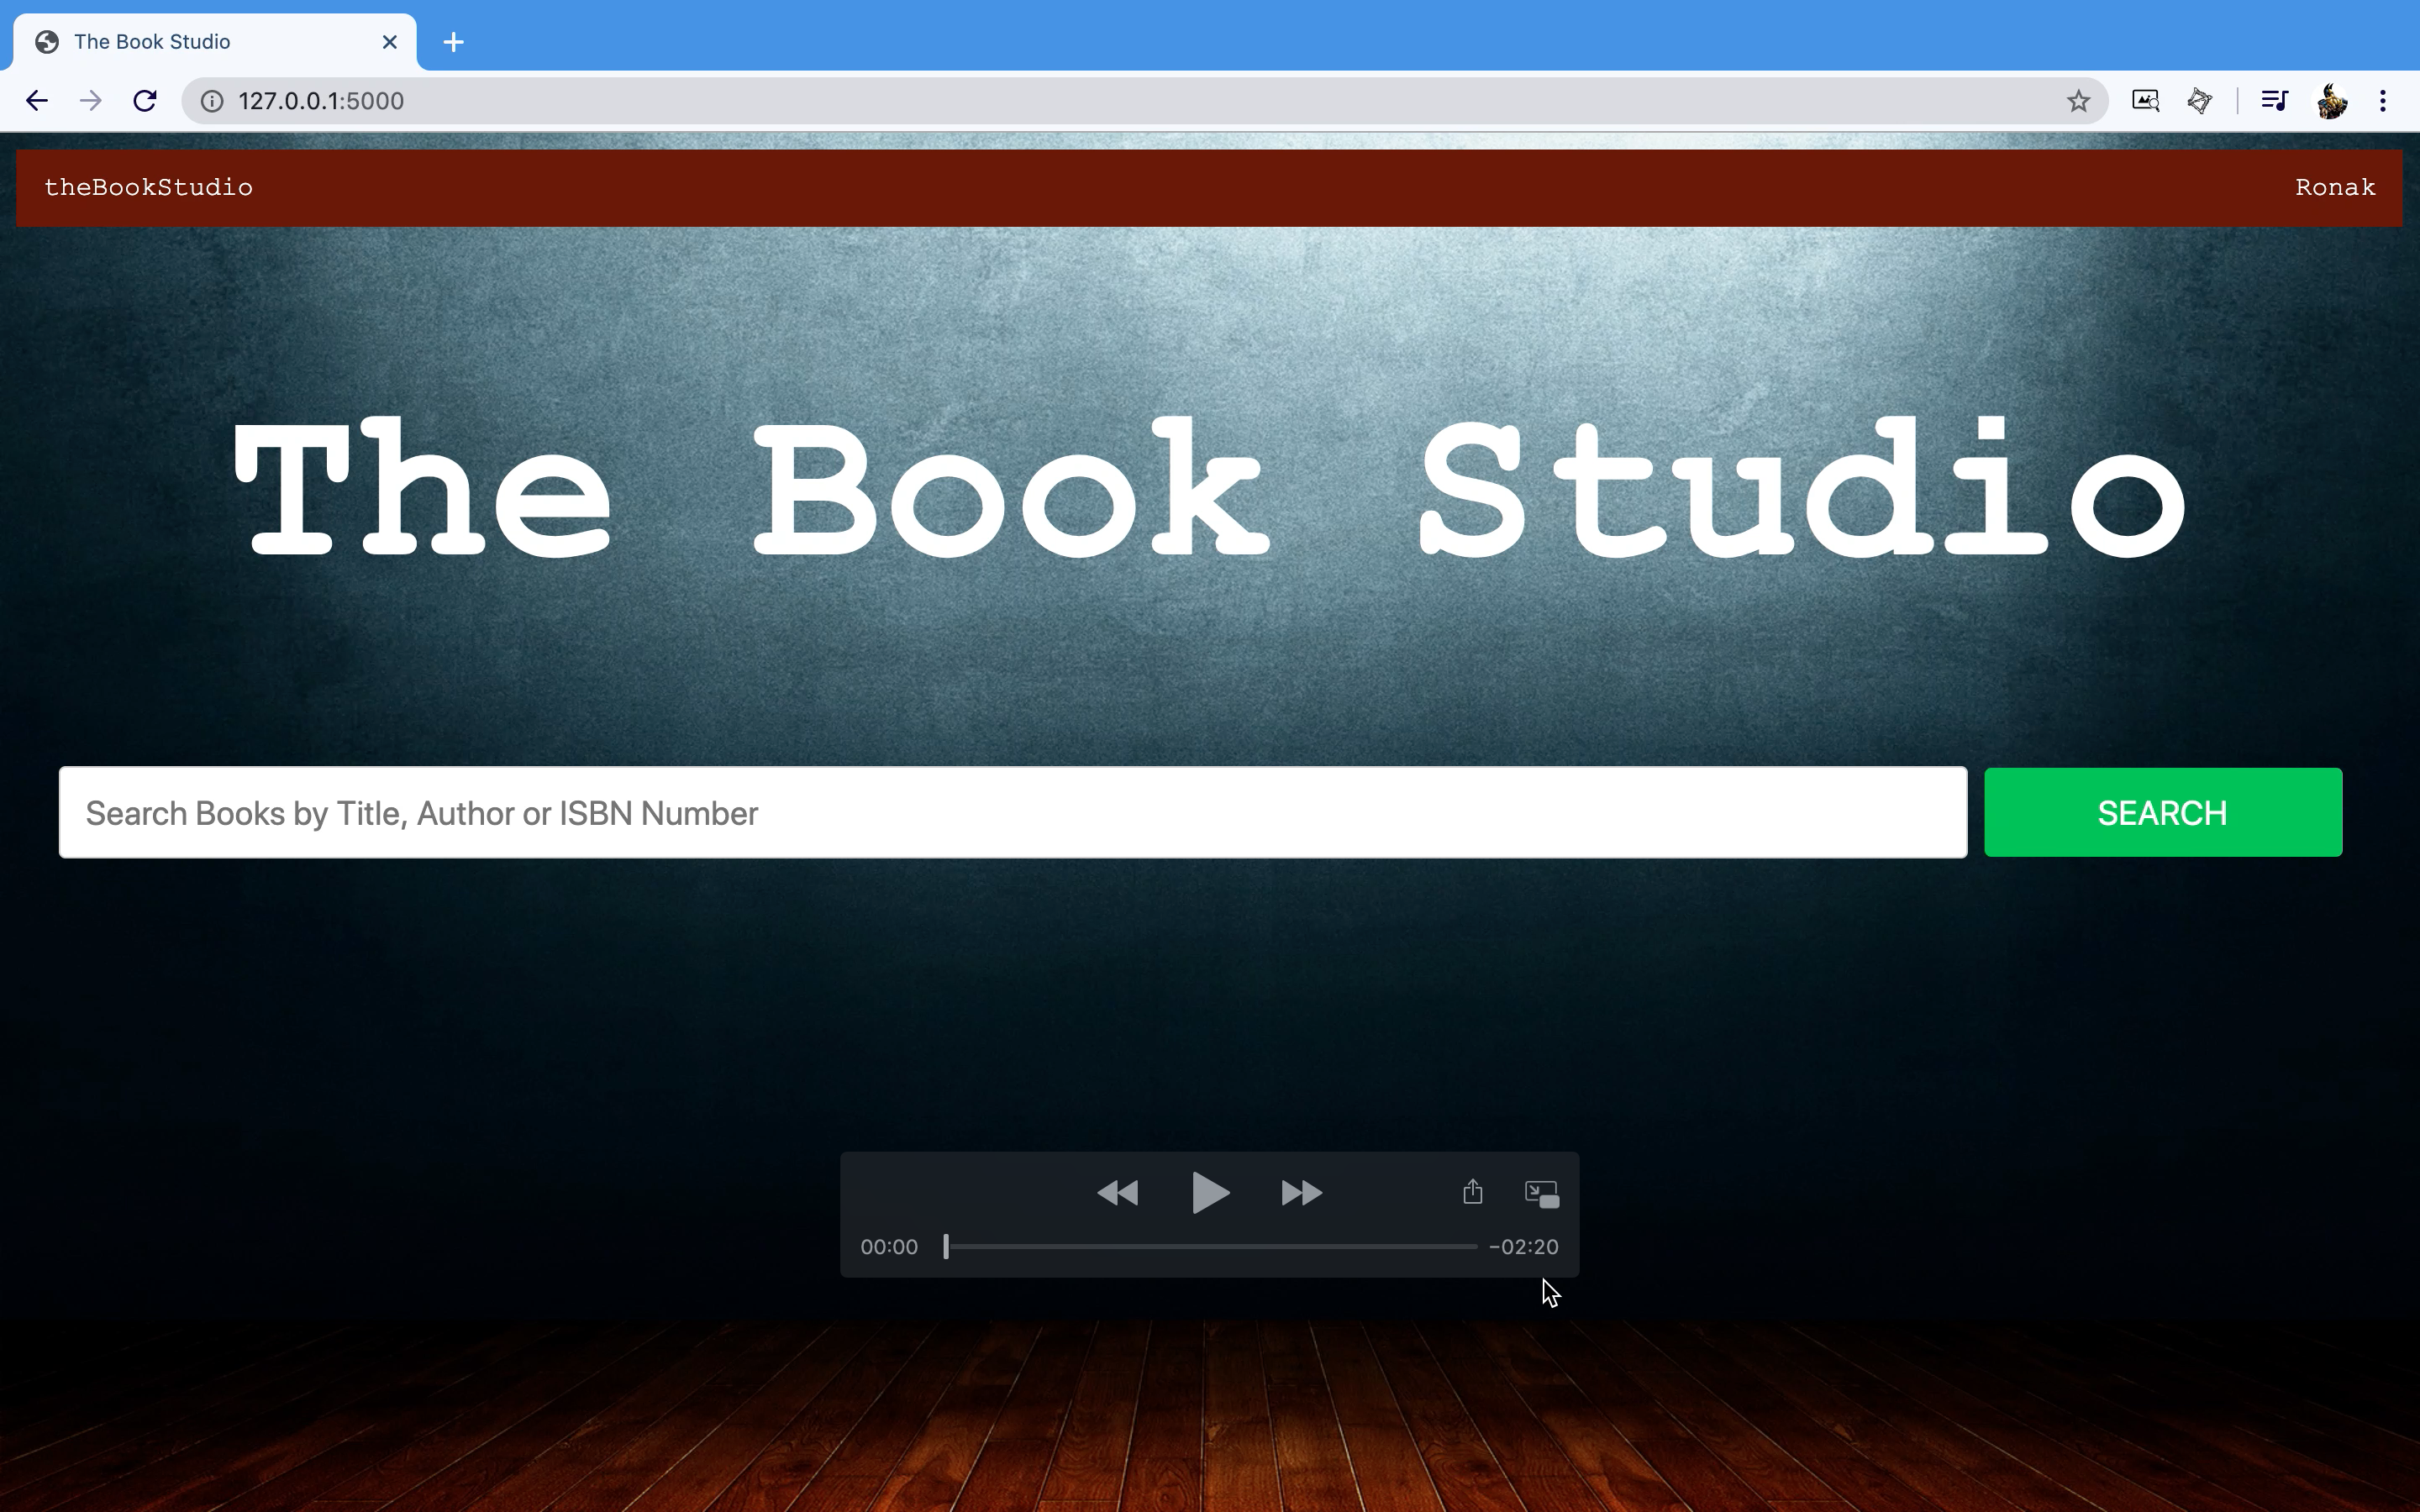 The Book Studio
127.0.0.1:5000
theBookStudio
Ronak
The Book Studio
Search Books by Title, Author or ISBN Number
SEARCH
00:00
−02:20